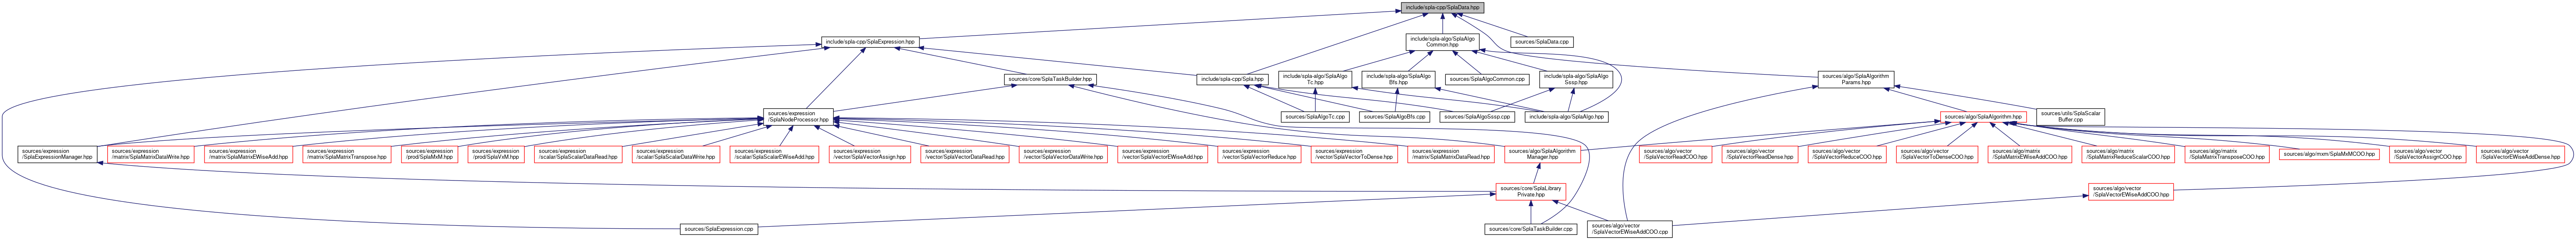 include/spla-cpp/SplaData.hpp
include/spla-cpp/SplaExpression.hpp
include/spla-algo/SplaAlgo
Common.hpp
sources/SplaData.cpp
sources/core/SplaTaskBuilder.hpp
include/spla-cpp/Spla.hpp
include/spla-algo/SplaAlgo
Tc.hpp
include/spla-algo/SplaAlgo
Bfs.hpp
sources/SplaAlgoCommon.cpp
include/spla-algo/SplaAlgo
Sssp.hpp
sources/algo/SplaAlgorithm
Params.hpp
sources/expression
/SplaNodeProcessor.hpp
sources/SplaAlgoTc.cpp
sources/SplaAlgoBfs.cpp
sources/SplaAlgoSssp.cpp
include/spla-algo/SplaAlgo.hpp
sources/algo/SplaAlgorithm.hpp
sources/utils/SplaScalar
Buffer.cpp
sources/expression
/SplaExpressionManager.hpp
sources/expression
/matrix/SplaMatrixDataWrite.hpp
sources/expression
/matrix/SplaMatrixEWiseAdd.hpp
sources/expression
/matrix/SplaMatrixTranspose.hpp
sources/expression
/prod/SplaMxM.hpp
sources/expression
/prod/SplaVxM.hpp
sources/expression
/scalar/SplaScalarDataRead.hpp
sources/expression
/scalar/SplaScalarDataWrite.hpp
sources/expression
/scalar/SplaScalarEWiseAdd.hpp
sources/expression
/vector/SplaVectorAssign.hpp
sources/expression
/vector/SplaVectorDataRead.hpp
sources/expression
/vector/SplaVectorDataWrite.hpp
sources/expression
/vector/SplaVectorEWiseAdd.hpp
sources/expression
/vector/SplaVectorReduce.hpp
sources/expression
/vector/SplaVectorToDense.hpp
sources/expression
/matrix/SplaMatrixDataRead.hpp
sources/algo/SplaAlgorithm
Manager.hpp
sources/algo/vector
/SplaVectorReadCOO.hpp
sources/algo/vector
/SplaVectorReadDense.hpp
sources/algo/vector
/SplaVectorReduceCOO.hpp
sources/algo/vector
/SplaVectorToDenseCOO.hpp
sources/algo/matrix
/SplaMatrixEWiseAddCOO.hpp
sources/algo/matrix
/SplaMatrixReduceScalarCOO.hpp
sources/algo/matrix
/SplaMatrixTransposeCOO.hpp
sources/algo/mxm/SplaMxMCOO.hpp
sources/algo/vector
/SplaVectorAssignCOO.hpp
sources/algo/vector
/SplaVectorEWiseAddDense.hpp
sources/core/SplaLibrary
Private.hpp
sources/algo/vector
/SplaVectorEWiseAddCOO.hpp
sources/SplaExpression.cpp
sources/core/SplaTaskBuilder.cpp
sources/algo/vector
/SplaVectorEWiseAddCOO.cpp